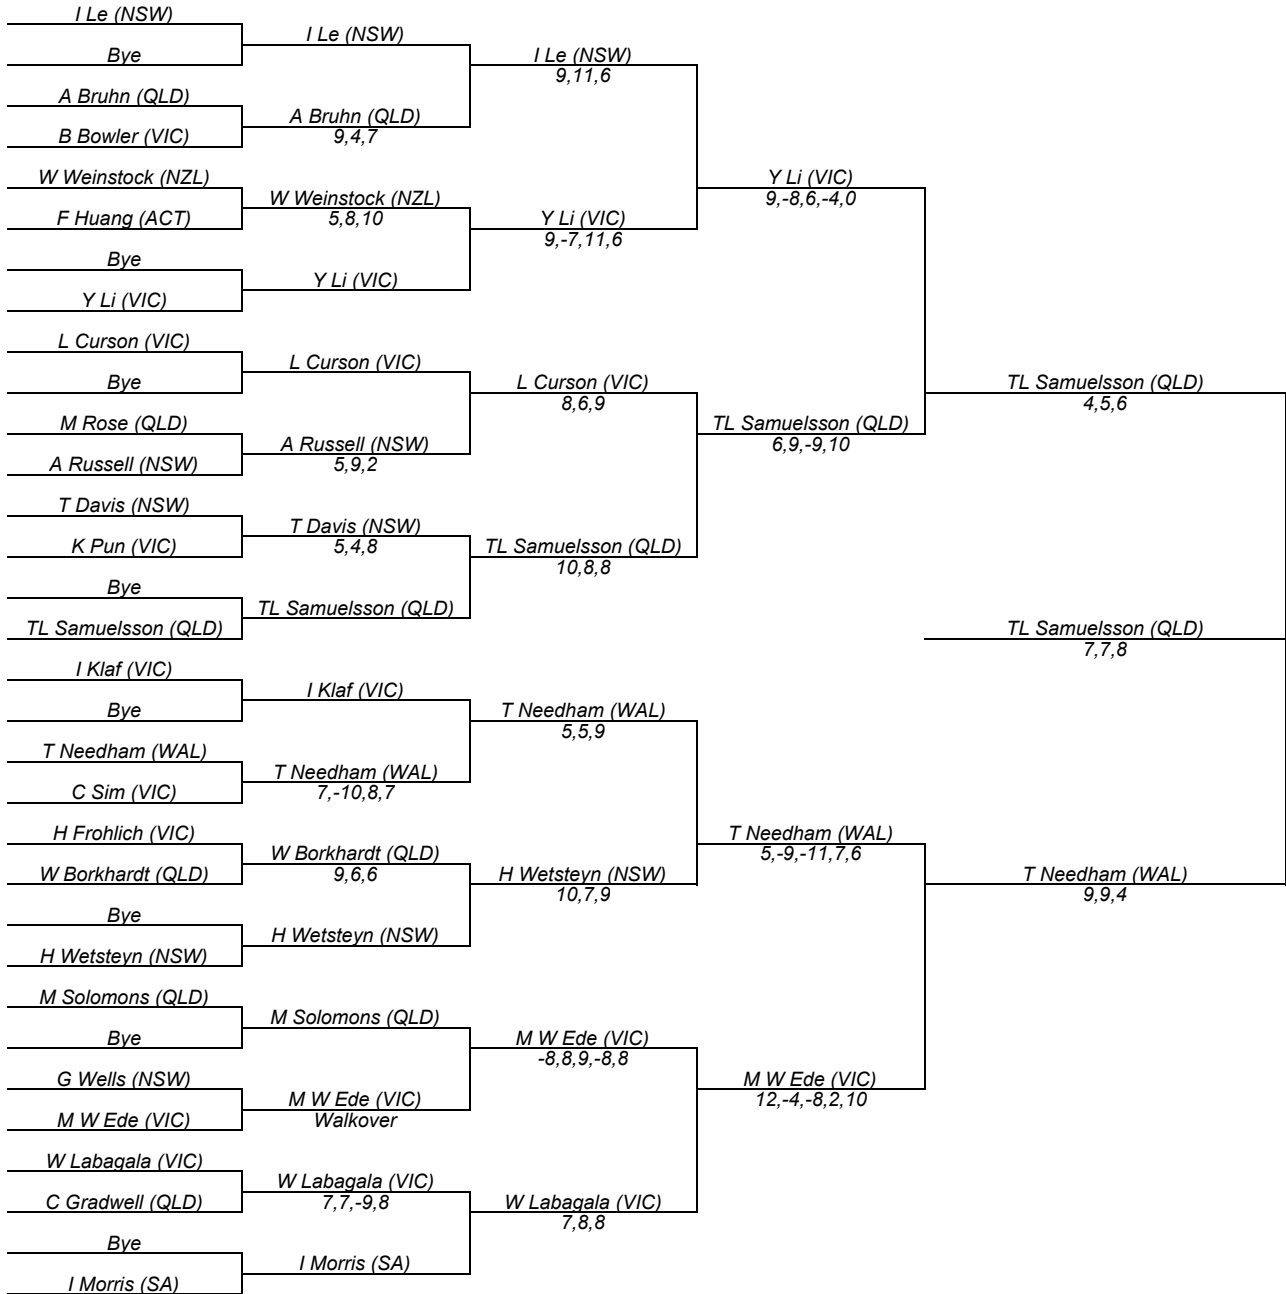 I Le (NSW)
Bye
A Bruhn (QLD)
B Bowler (VIC)
W Weinstock (NZL)
F Huang (ACT)
Bye
Y Li (VIC)
L Curson (VIC)
Bye
M Rose (QLD)
A Russell (NSW)
T Davis (NSW)
K Pun (VIC)
Bye
TL Samuelsson (QLD)
I Klaf (VIC)
Bye
T Needham (WAL)
C Sim (VIC)
H Frohlich (VIC)
W Borkhardt (QLD)
Bye
H Wetsteyn (NSW)
M Solomons (QLD)
Bye
G Wells (NSW)
M W Ede (VIC)
W Labagala (VIC)
C Gradwell (QLD)
Bye
I Morris (SA)
I Le (NSW)
A Bruhn (QLD)
9,4,7
W Weinstock (NZL)
5,8,10
Y Li (VIC)
L Curson (VIC)
A Russell (NSW)
5,9,2
T Davis (NSW)
5,4,8
TL Samuelsson (QLD)
I Klaf (VIC)
T Needham (WAL)
7,-10,8,7
W Borkhardt (QLD)
9,6,6
H Wetsteyn (NSW)
M Solomons (QLD)
M W Ede (VIC)
Walkover
W Labagala (VIC)
7,7,-9,8
I Morris (SA)
I Le (NSW)
9,11,6
Y Li (VIC)
9,-7,11,6
L Curson (VIC)
8,6,9
TL Samuelsson (QLD)
10,8,8
T Needham (WAL)
5,5,9
H Wetsteyn (NSW)
10,7,9
M W Ede (VIC)
-8,8,9,-8,8
W Labagala (VIC)
7,8,8
Y Li (VIC)
9,-8,6,-4,0
TL Samuelsson (QLD)
6,9,-9,10
T Needham (WAL)
5,-9,-11,7,6
M W Ede (VIC)
12,-4,-8,2,10
TL Samuelsson (QLD)
4,5,6
TL Samuelsson (QLD)
7,7,8
T Needham (WAL)
9,9,4